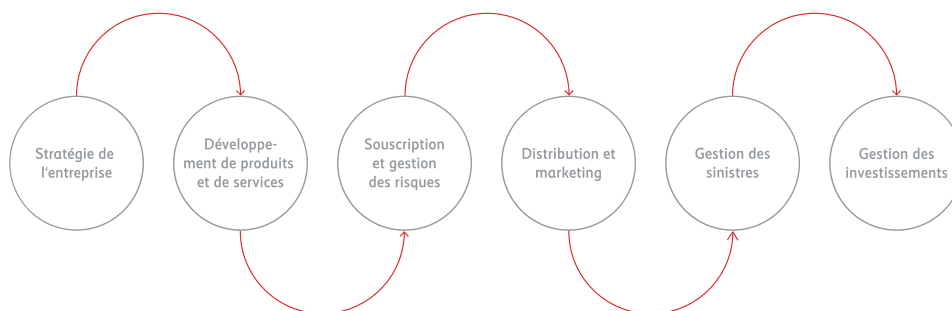 Stratégie de
l'entreprise
Développe-
ment de produits
et de services
Souscription
et gestion
des risques
Distribution et
marketing
Gestion des
sinistres
Gestion des
investissements